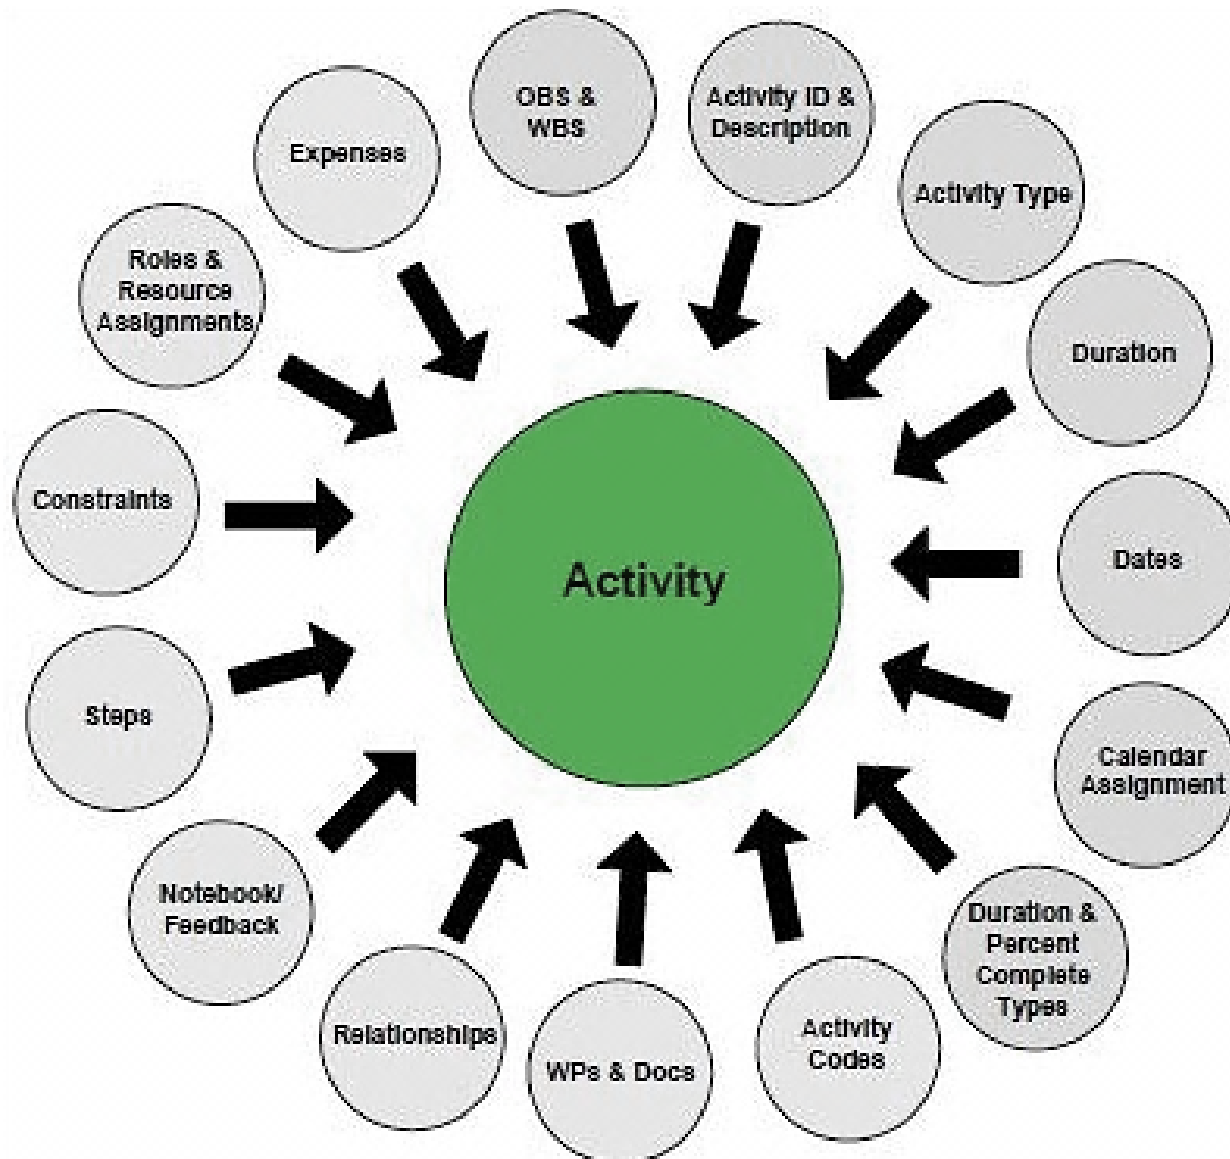 OBS &
WBS
Activity ID &
Description
Activity Type
Duration
Dates
Calendar
Assignment
Duration &
Percent
Complete
Types
Activity
Codes
WPs & Docs
Relationships
Notebook/
Feedback
Steps
Constraints
Roles &
Resource
Assignments
Expenses
Activity